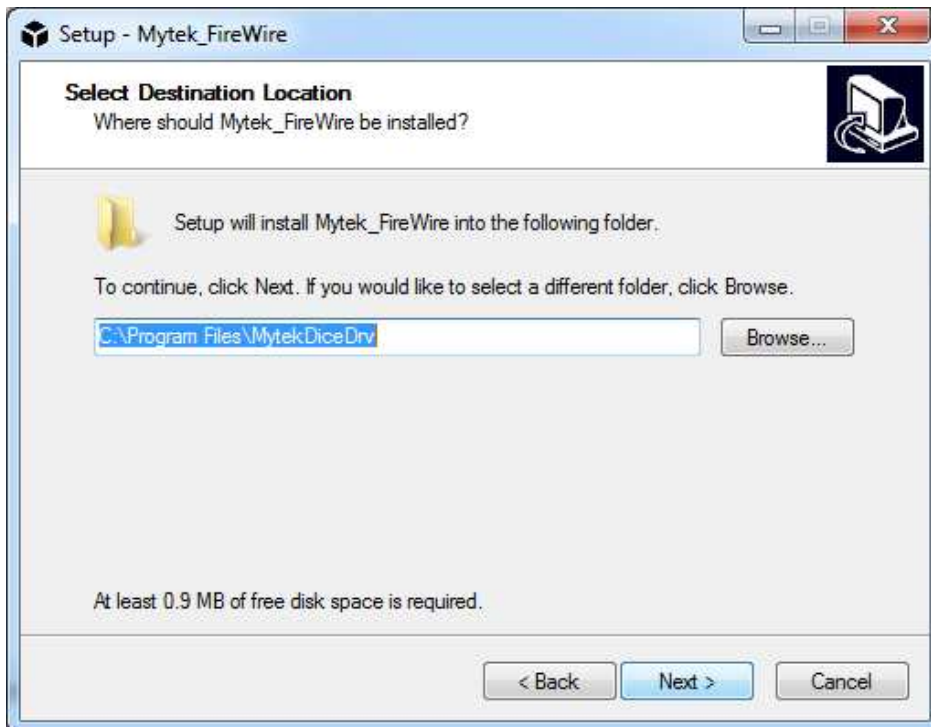 Setup - Mytek_FireWire
Select Destination Location
Where should Mytek_FireWire be installed?
Setup will install Mytek_FireWire into the following folder.
To continue, click Next. If you would like to select a different folder, click Browse.
C:\Program Files\MytekDiceDrv
Browse...
At least 0.9 MB of free disk space is required.
< Back
Next >
Cancel